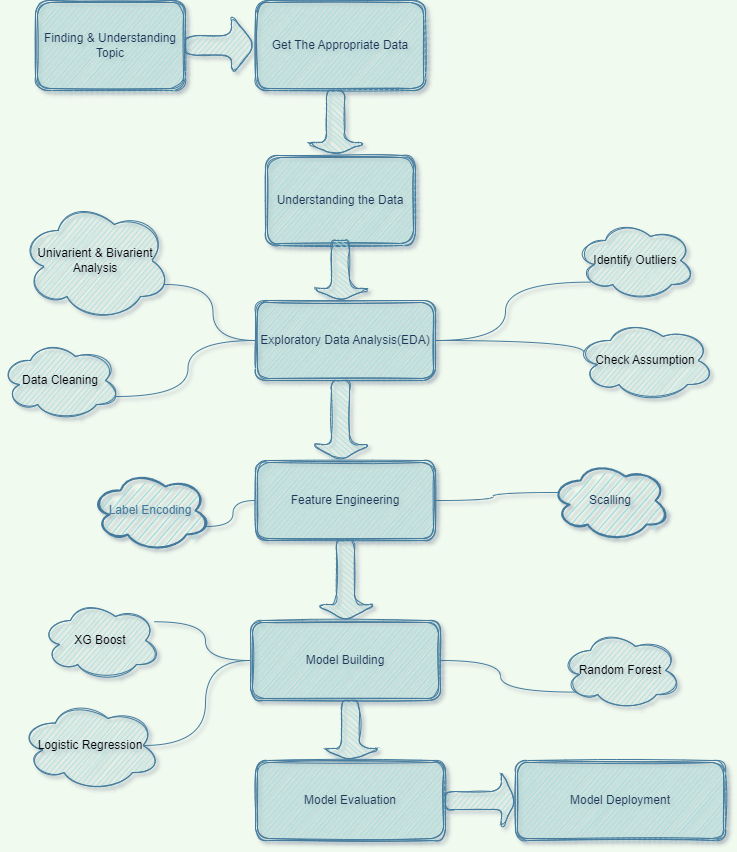 Finding & Understanding
Topic
Get The Appropriate Data
Understanding the Data
Univarient & Bivarient
Analysis
Identify Outliers
Exploratory Data Analysis(EDA)
Data Cleaning
Check Assumption
Label Encoding
Feature Engineering
Scalling
XG Boost
Model Building
Random Forest
Logistic Regression
Model Evaluation
Model Deployment